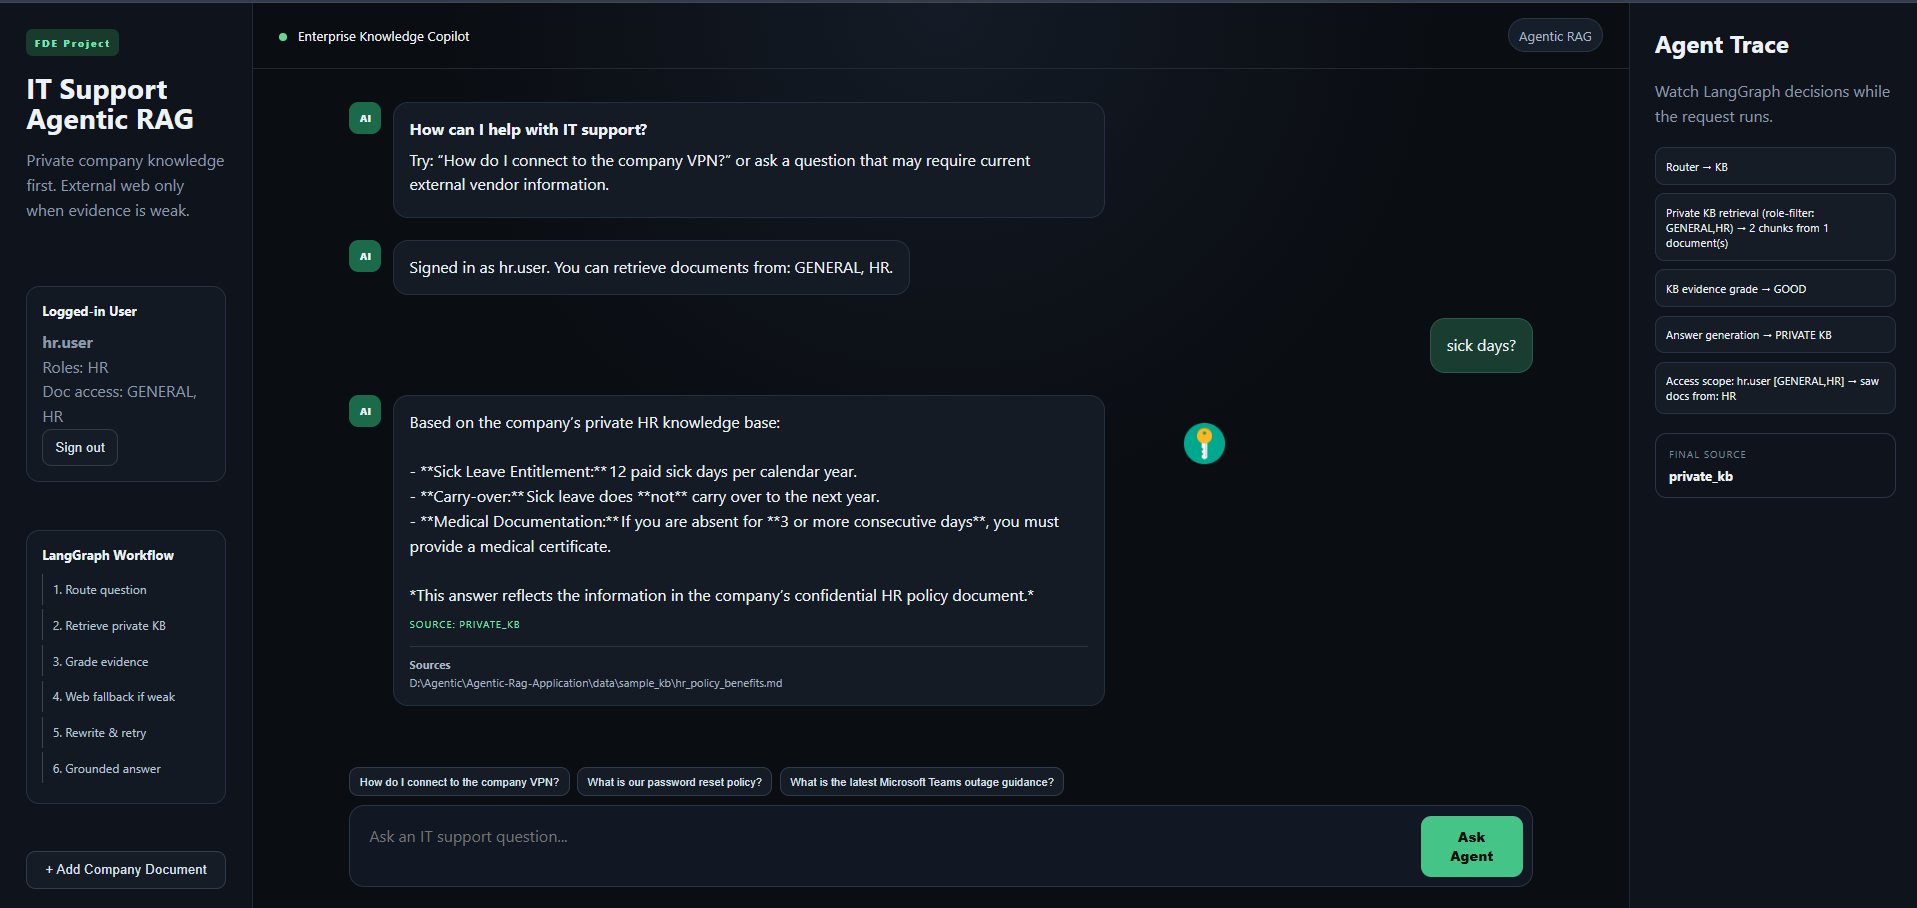 FDE Project
IT Support
Agentic RAG
Private company knowledge
first. External web only
when evidence is weak.
Logged-in User
hr.user
Roles: HR
Doc access: GENERAL,
HR
Sign out
LangGraph Workflow
1. Route question
2. Retrieve private KB
3. Grade evidence
4. Web fallback if weak
5. Rewrite & retry
6. Grounded answer
+ Add Company Document
Enterprise Knowledge Copilot
Agentic RAG
AI
How can I help with IT support?
Try: “How do I connect to the company VPN?” or ask a question that may require current
external vendor information.
AI
Signed in as hr.user. You can retrieve documents from: GENERAL, HR.
sick days?
AI
Based on the company’s private HR knowledge base:
- **Sick Leave Entitlement:** 12 paid sick days per calendar year.
- **Carry-over:** Sick leave does **not** carry over to the next year.
- **Medical Documentation:** If you are absent for **3 or more consecutive days**, you must
provide a medical certificate.
*This answer reflects the information in the company’s confidential HR policy document.*
SOURCE: PRIVATE_KB
Sources
D:\Agentic\Agentic-Rag-Application\data\sample_kb\hr_policy_benefits.md
How do I connect to the company VPN?
What is our password reset policy?
What is the latest Microsoft Teams outage guidance?
Ask an IT support question...
Ask
Agent
Agent Trace
Watch LangGraph decisions while
the request runs.
Router → KB
Private KB retrieval (role-filter:
GENERAL,HR) → 2 chunks from 1
document(s)
KB evidence grade → GOOD
Answer generation → PRIVATE KB
Access scope: hr.user [GENERAL,HR] → saw
docs from: HR
FINAL SOURCE
private_kb